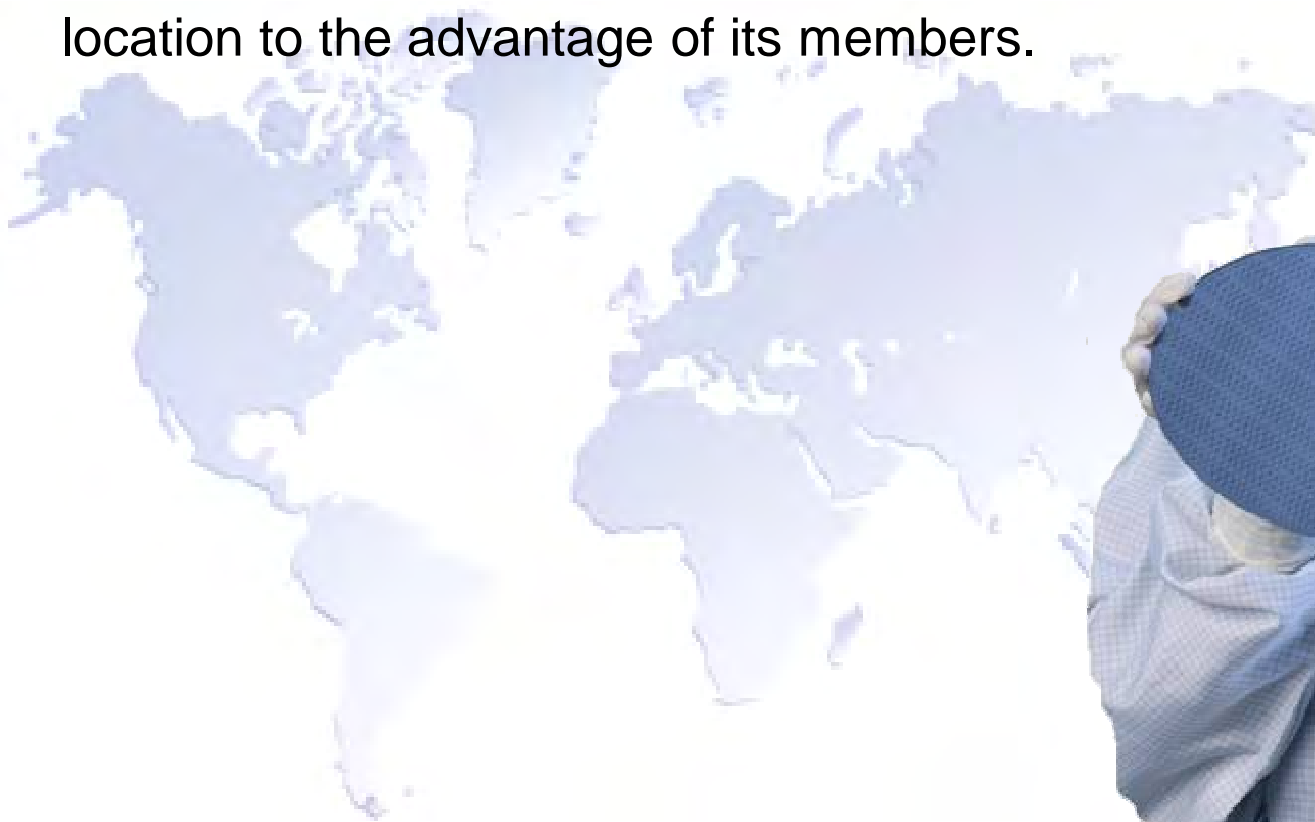 location to the advantage of its members.